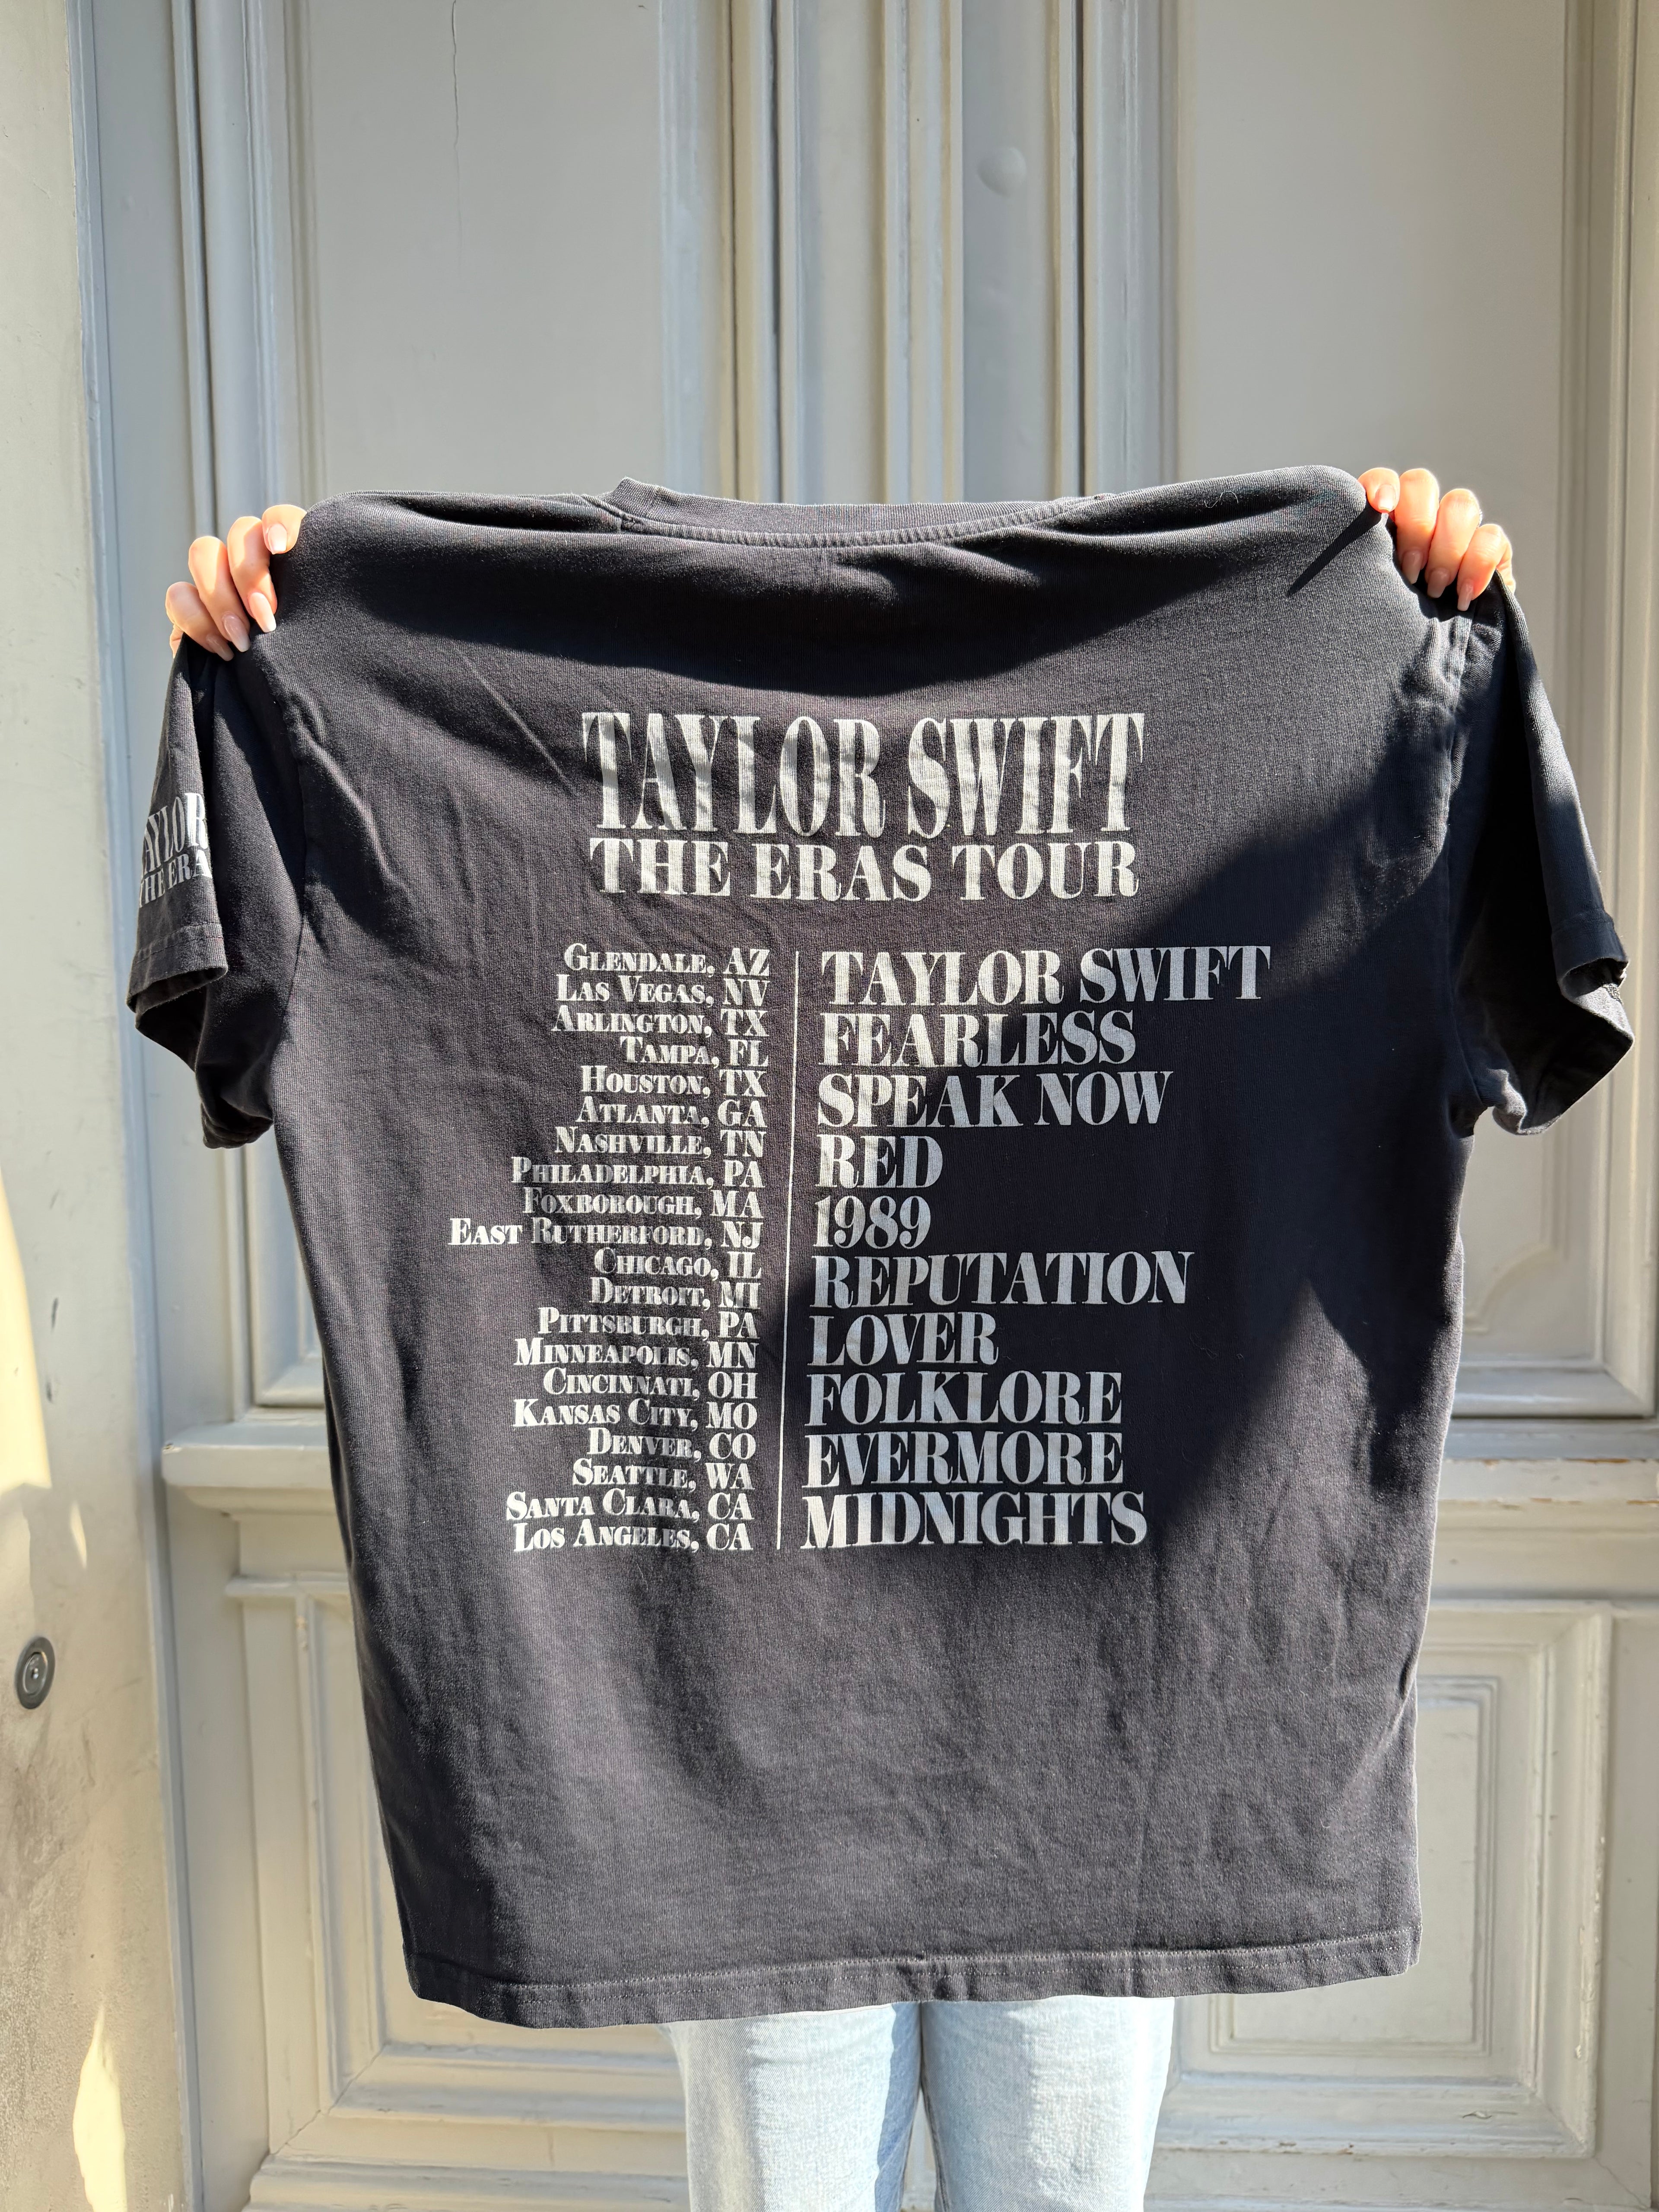 TAYLOR SWIFT
THE ERAS TOUR
GLENDALE, AZ
LAS VEGAS, NV
ARLINGTON, TX
TAMPA, FL
HOUSTON, TX
ATLANTA, GA
NASHVILLE, TN
PHILADELPHIA, PA
FOXBOROUGH, MA
EAST RUTHERFORD, NJ
CHICAGO, IL
DETROIT, MI
PITTSBURGH, PA
MINNEAPOLIS, MN
CINCINNATI, OH
KANSAS CITY, MO
DENVER, CO
SEATTLE, WA
SANTA CLARA, CA
LOS ANGELES, CA
TAYLOR SWIFT
FEARLESS
SPEAK NOW
RED
1989
REPUTATION
LOVER
FOLKLORE
EVERMORE
MIDNIGHTS
TAYLOR
THE ERA